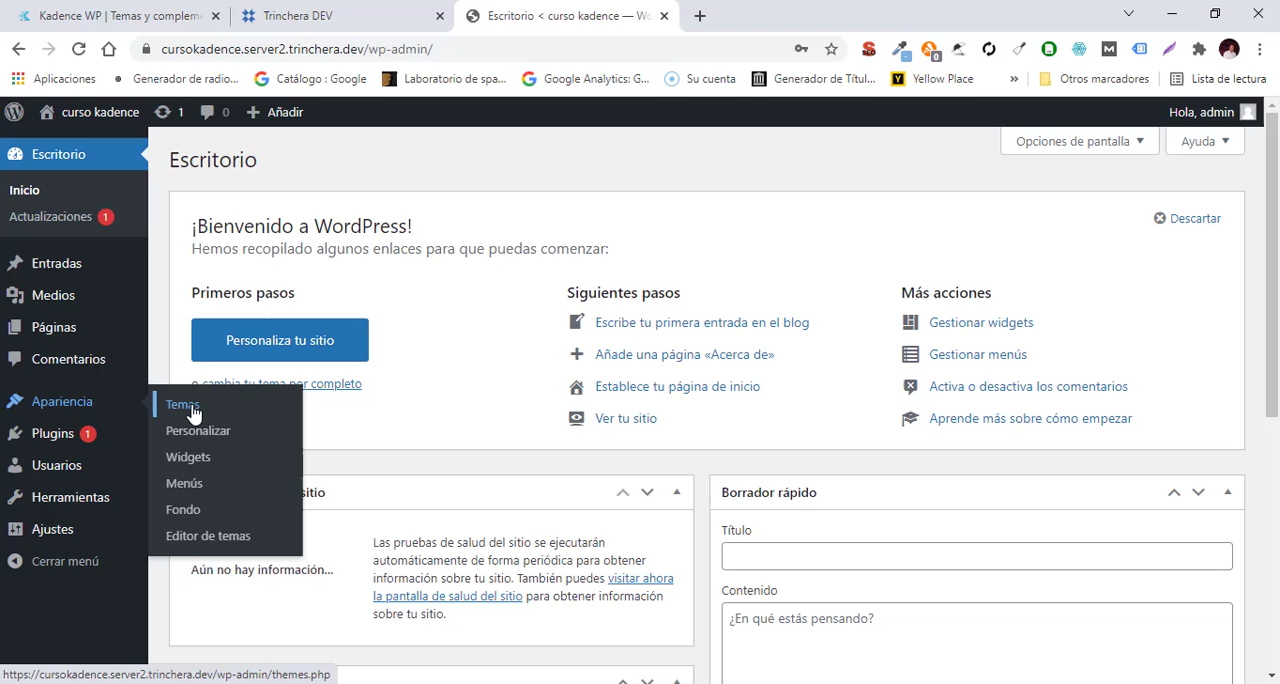 Kadence WP | Temas y complem
Trinchera DEV
Escritorio < curso kadence — Wo
cursokadence.server2.trinchera.dev/wp-admin/
Aplicaciones
Generador de radio...
Catálogo : Google
Laboratorio de spa...
Google Analytics: G...
Su cuenta
Generador de Títul...
Yellow Place
»
Otros marcadores
Lista de lectura
curso kadence
1
0
Añadir
Hola, admin
Escritorio
Inicio
Actualizaciones 1
Entradas
Medios
Páginas
Comentarios
Apariencia
Plugins 1
Usuarios
Herramientas
Ajustes
Cerrar menú
Temas
Personalizar
Widgets
Menús
Fondo
Editor de temas
Escritorio
Opciones de pantalla
Ayuda
¡Bienvenido a WordPress!
Hemos recopilado algunos enlaces para que puedas comenzar:
Descartar
Primeros pasos
Personaliza tu sitio
o cambia tu tema por completo
Siguientes pasos
Escribe tu primera entrada en el blog
Añade una página «Acerca de»
Establece tu página de inicio
Ver tu sitio
Más acciones
Gestionar widgets
Gestionar menús
Activa o desactiva los comentarios
Aprende más sobre cómo empezar
sitio
Aún no hay información...
Las pruebas de salud del sitio se ejecutarán
automáticamente de forma periódica para obtener
información sobre tu sitio. También puedes visitar ahora
la pantalla de salud del sitio para obtener información
sobre tu sitio.
Borrador rápido
Título
Contenido
¿En qué estás pensando?
https://cursokadence.server2.trinchera.dev/wp-admin/themes.php